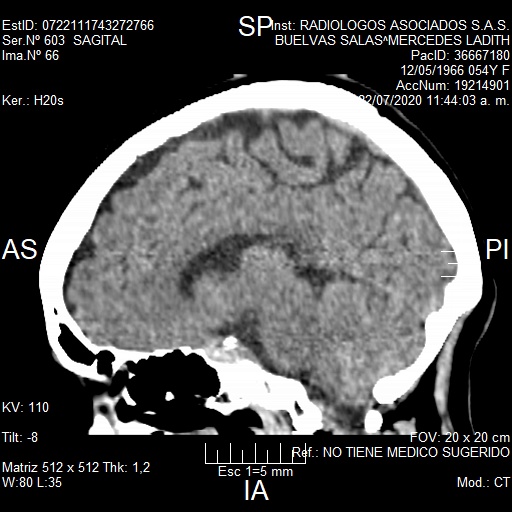 EstID: 0722111743272766
Ser.Nº 603 SAGITAL
Ima.Nº 66
Ker.: H20s
SP
Inst: RADIOLOGOS ASOCIADOS S.A.S.
BUELVAS SALAS^MERCEDES LADITH
PacID: 36667180
12/05/1966 054Y F
AccNum: 19214901
22/07/2020 11:44:03 a. m.
AS
PI
KV: 110
Tilt: -8
Matriz 512 x 512 Thk: 1,2
W:80 L:35
Esc 1=5 mm
IA
FOV: 20 x 20 cm
Ref.: NO TIENE MEDICO SUGERIDO
Mod.: CT